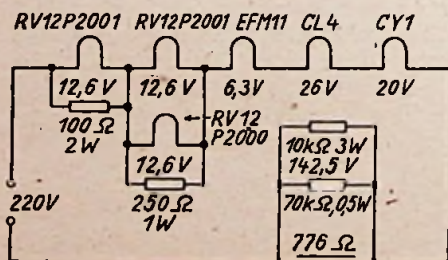 RV12P2001 RV12P2001 EFM11 CL4 CY1
12,6 V 12,6 V 6,3V 26V 20V
100 Ω
2W
RV12
P2000
12,6 V
250 Ω
1W
220V
10kΩ 3W
142,5 V
70kΩ,0,5W
776 Ω